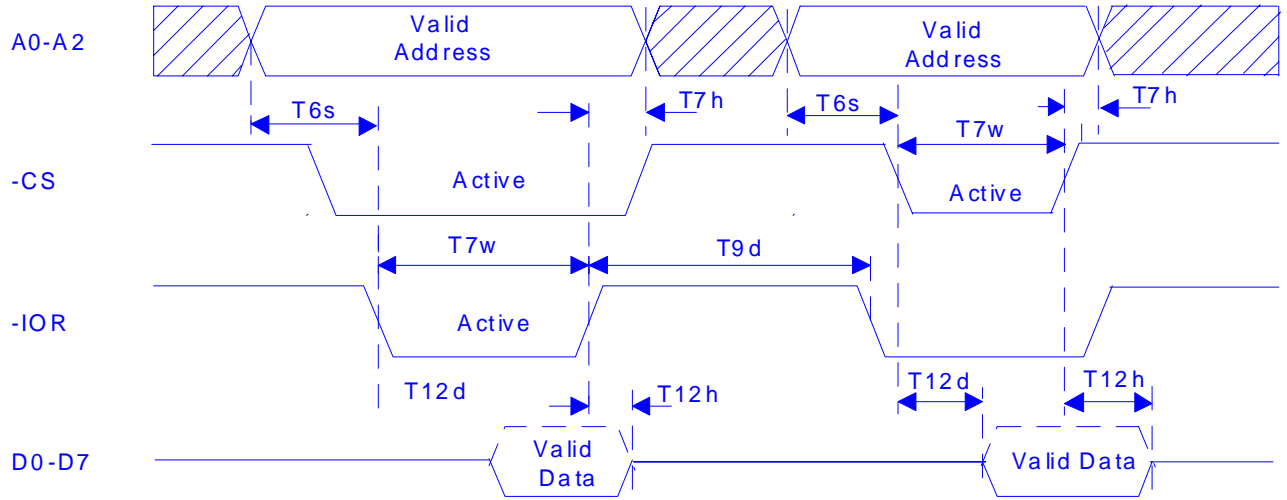 A0-A2
Valid
Address
Valid
Address
T6s
T7h
T6s
T7h
T7w
-CS
Active
Active
T7w
T9d
-IOR
Active
T12d
T12h
T12d
T12h
D0-D7
Valid
Data
Valid Data